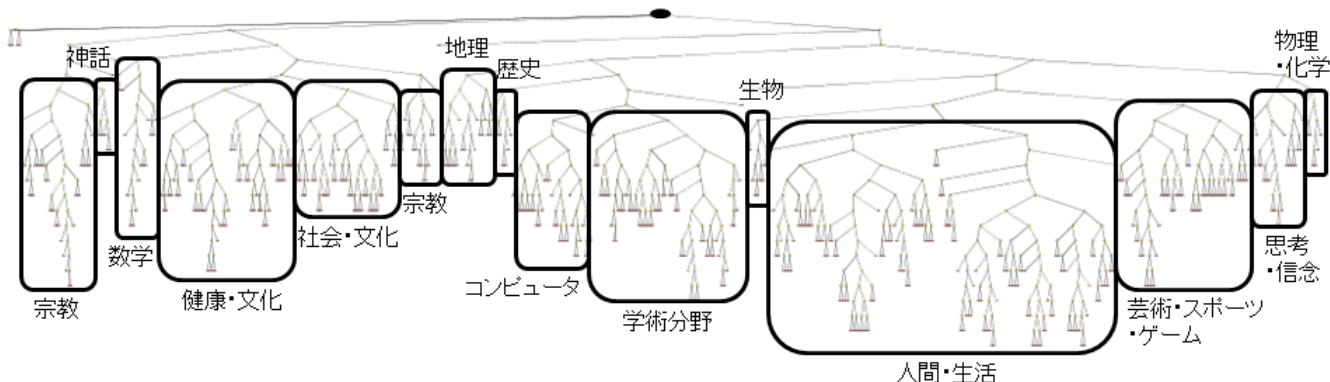 神話
地理
歴史
生物
物理
・化学
宗教
数学
健康・文化
社会・文化
宗教
コンピュータ
学術分野
人間・生活
芸術・スポーツ
・ゲーム
思考
・信念